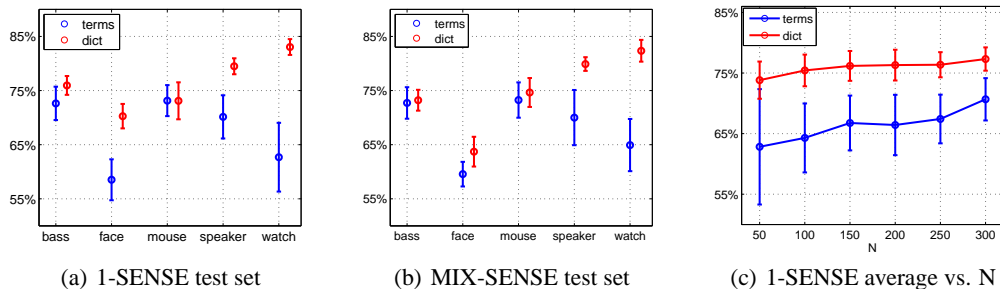 terms
dict
85%
75%
65%
55%
bass face mouse speaker watch
(a) 1-SENSE test set
terms
dict
85%
75%
65%
55%
bass face mouse speaker watch
(b) MIX-SENSE test set
terms
dict
85%
75%
65%
55%
50 100 150 200 250 300
N
(c) 1-SENSE average vs. N